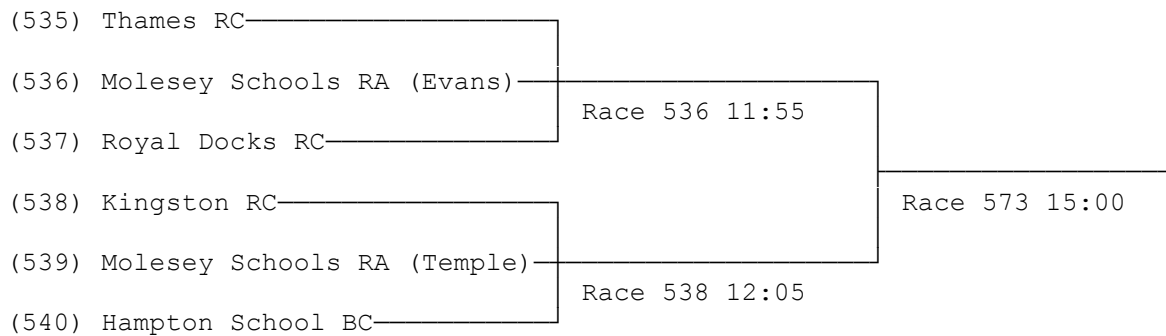 (535) Thames RC
(536) Molesey Schools RA (Evans)
Race 536 11:55
(537) Royal Docks RC
(538) Kingston RC
Race 573 15:00
(539) Molesey Schools RA (Temple)
Race 538 12:05
(540) Hampton School BC